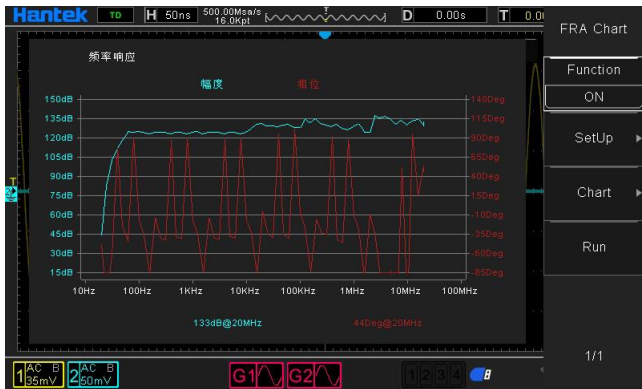 Hantek TD H 50ns 500.00Msa/s 16.0Kpt T D 0.00s T
FRA Chart
频率响应
Function
ON
幅度 相位
150dB 140Deg
135dB 115Deg
120dB 90Deg
105dB 65Deg
90dB 40Deg
75dB 15Deg
60dB -10Deg
45dB -35Deg
30dB -60Deg
15dB -85Deg
10Hz 100Hz 1KHz 10KHz 100KHz 1MHz 10MHz 100MHz
133dB@20MHz 44Deg@20MHz
SetUp
Chart
Run
1/1
1 AC B 35mV 2 AC B 50mV G1 G2 1 2 3 4